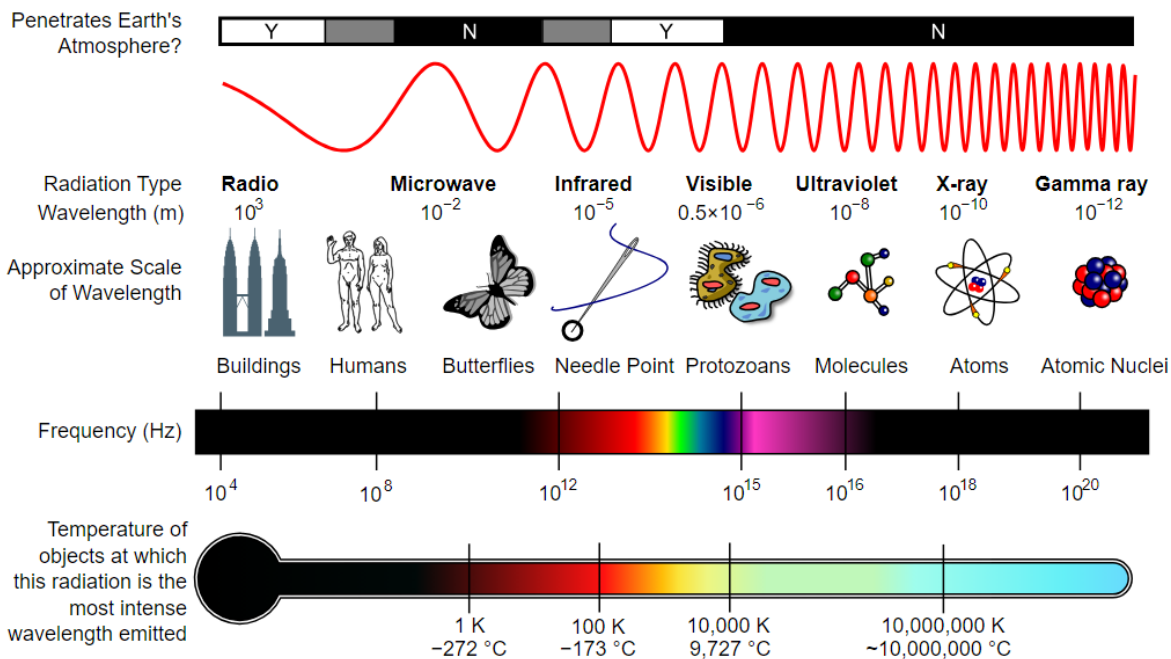 Penetrates Earth's
Atmosphere?
Y N Y N
Radiation Type
Radio Microwave Infrared Visible Ultraviolet X-ray Gamma ray
Wavelength (m)
10³ 10⁻² 10⁻⁵ 0.5×10⁻⁶ 10⁻⁸ 10⁻¹⁰ 10⁻¹²
Approximate Scale
of Wavelength
Buildings Humans Butterflies Needle Point Protozoans Molecules Atoms Atomic Nuclei
Frequency (Hz)
10⁴ 10⁸ 10¹² 10¹⁵ 10¹⁶ 10¹⁸ 10²⁰
Temperature of
objects at which
this radiation is the
most intense
wavelength emitted
1 K 100 K 10,000 K 10,000,000 K
−272 °C −173 °C 9,727 °C ~10,000,000 °C